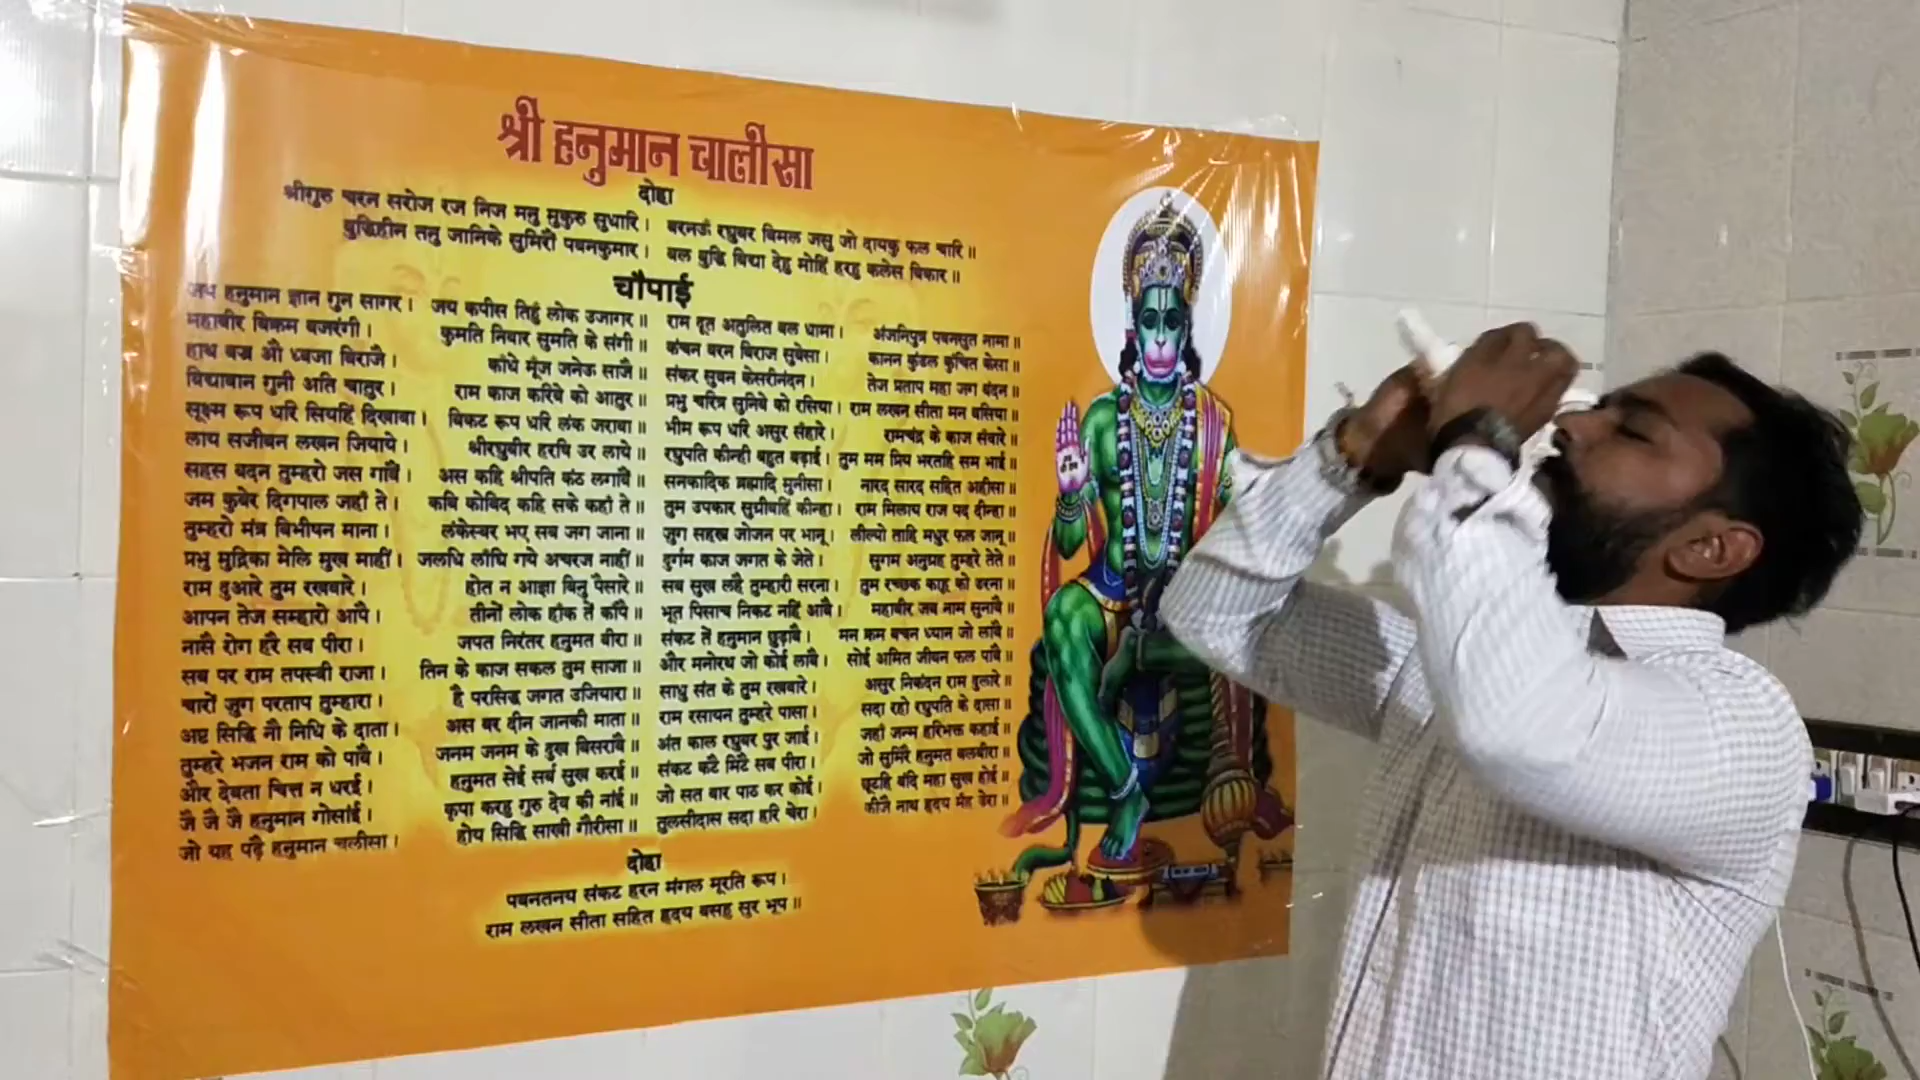 श्री हनुमान चालीसा
दोहा
श्रीगुरु चरन सरोज रज निज मनु मुकुरु सुधारि। बरनऊँ रघुबर बिमल जसु जो दायकु फल चारि॥
बुद्धिहीन तनु जानिके सुमिरौं पवनकुमार। बल बुद्धि विद्या देहु मोहिं हरहु कलेस विकार॥
चौपाई
जय हनुमान ज्ञान गुन सागर। जय कपीस तिहुं लोक उजागर॥ राम दूत अतुलित बल धामा। अंजनिपुत्र पवनसुत नामा॥
महाबीर बिक्रम बजरंगी। कुमति निवार सुमति के संगी॥ कंचन बरन बिराज सुबेसा। कानन कुंडल कुंचित केसा॥
हाथ बज्र औ ध्वजा बिराजै। काँधे मूँज जनेऊ साजै॥ संकर सुवन केसरीनंदन। तेज प्रताप महा जग बंदन॥
विद्यावान गुनी अति चातुर। राम काज करिबे को आतुर॥ प्रभु चरित्र सुनिबे को रसिया। राम लखन सीता मन बसिया॥
सूक्ष्म रूप धरि सियहिं दिखावा। बिकट रूप धरि लंक जरावा॥ भीम रूप धरि असुर संहारे। रामचंद्र के काज संवारे॥
लाय सजीवन लखन जियाये। श्रीरघुबीर हरषि उर लाये॥ रघुपति कीन्ही बहुत बड़ाई। तुम मम प्रिय भरतहि सम भाई॥
सहस बदन तुम्हरो जस गावैं। अस कहि श्रीपति कंठ लगावैं॥ सनकादिक ब्रह्मादि मुनीसा। नारद सारद सहित अहीसा॥
जम कुबेर दिगपाल जहाँ ते। कबि कोबिद कहि सके कहाँ ते॥ तुम उपकार सुग्रीवहिं कीन्हा। राम मिलाय राज पद दीन्हा॥
तुम्हरो मंत्र बिभीषन माना। लंकेस्वर भए सब जग जाना॥ जुग सहस्र जोजन पर भानू। लील्यो ताहि मधुर फल जानू॥
प्रभु मुद्रिका मेलि मुख माहीं। जलधि लाँघि गये अचरज नाहीं॥ दुर्गम काज जगत के जेते। सुगम अनुग्रह तुम्हरे तेते॥
राम दुआरे तुम रखवारे। होत न आज्ञा बिनु पैसारे॥ सब सुख लहै तुम्हारी सरना। तुम रच्छक काहू को डरना॥
आपन तेज सम्हारो आपै। तीनों लोक हाँक तें काँपै॥ भूत पिसाच निकट नहिं आवै। महाबीर जब नाम सुनावै॥
नासै रोग हरै सब पीरा। जपत निरंतर हनुमत बीरा॥ संकट तें हनुमान छुड़ावै। मन क्रम बचन ध्यान जो लावै॥
सब पर राम तपस्वी राजा। तिन के काज सकल तुम साजा॥ और मनोरथ जो कोई लावै। सोई अमित जीवन फल पावै॥
चारों जुग परताप तुम्हारा। है परसिद्ध जगत उजियारा॥ साधु संत के तुम रखवारे। असुर निकंदन राम दुलारे॥
अष्ट सिद्धि नौ निधि के दाता। अस बर दीन जानकी माता॥ राम रसायन तुम्हरे पासा। सदा रहो रघुपति के दासा॥
तुम्हरे भजन राम को पावै। जनम जनम के दुख बिसरावै॥ अंत काल रघुबर पुर जाई। जहाँ जन्म हरिभक्त कहाई॥
और देवता चित्त न धरई। हनुमत सेई सर्ब सुख करई॥ संकट कटै मिटै सब पीरा। जो सुमिरै हनुमत बलबीरा॥
जै जै जै हनुमान गोसांई। कृपा करहु गुरु देव की नांई॥ जो सत बार पाठ कर कोई। छूटहि बंदि महा सुख होई॥
जो यह पढ़ै हनुमान चलीसा। होय सिद्धि साखी गौरीसा॥ तुलसीदास सदा हरि चेरा। कीजै नाथ हृदय मँह डेरा॥
दोहा
पवनतनय संकट हरन मंगल मूरति रूप।
राम लखन सीता सहित हृदय बसहु सुर भूप॥